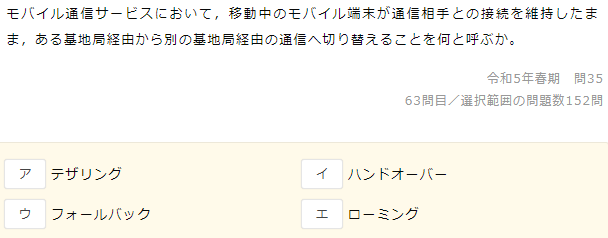 モバイル通信サービスにおいて，移動中のモバイル端末が通信相手との接続を維持したま
ま，ある基地局経由から別の基地局経由の通信へ切り替えることを何と呼ぶか。
令和5年春期　問35
63問目／選択範囲の問題数152問
ア テザリング イ ハンドオーバー
ウ フォールバック エ ローミング